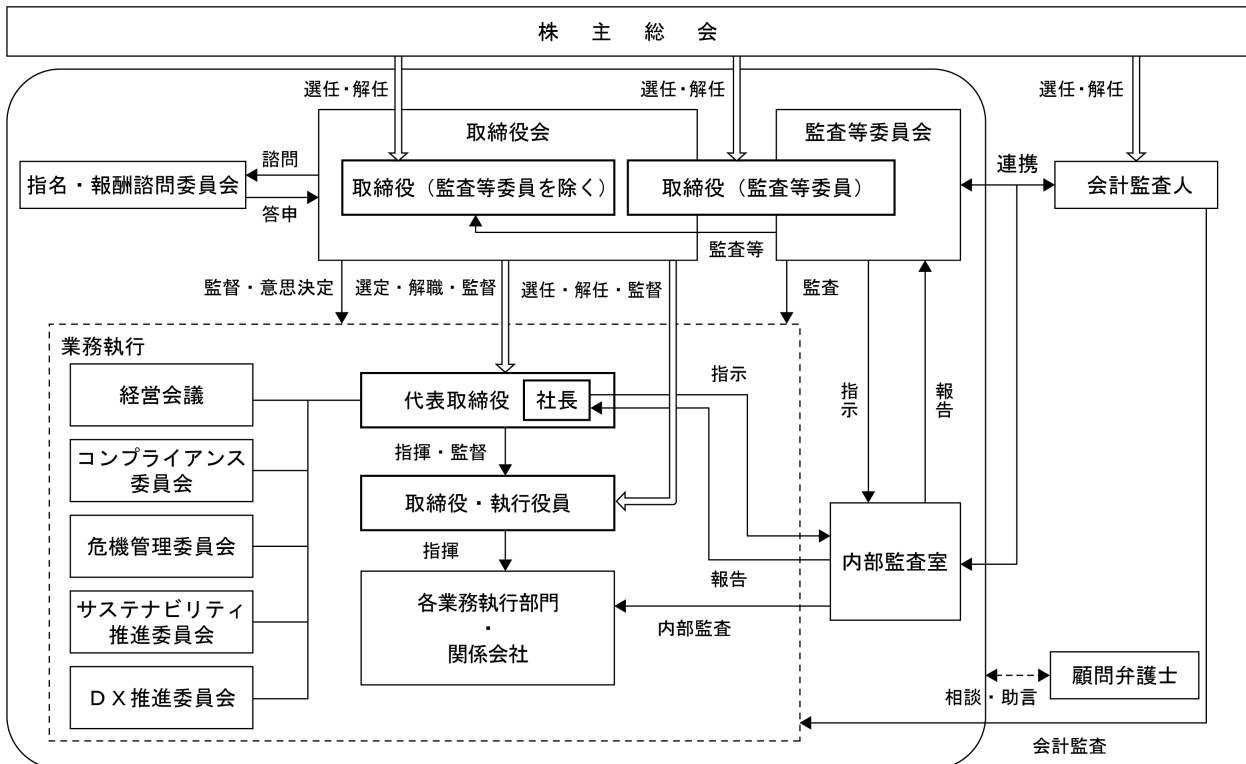 株主総会
選任・解任
選任・解任
選任・解任
取締役会
監査等委員会
指名・報酬諮問委員会
諮問
答申
取締役（監査等委員を除く）
取締役（監査等委員）
連携
会計監査人
監査等
監督・意思決定
選定・解職・監督
選任・解任・監督
監査
業務執行
経営会議
コンプライアンス
委員会
危機管理委員会
サステナビリティ
推進委員会
ＤＸ推進委員会
代表取締役
社長
指揮・監督
取締役・執行役員
指揮
各業務執行部門
・
関係会社
指示
報告
内部監査
指示
報告
内部監査室
顧問弁護士
相談・助言
会計監査